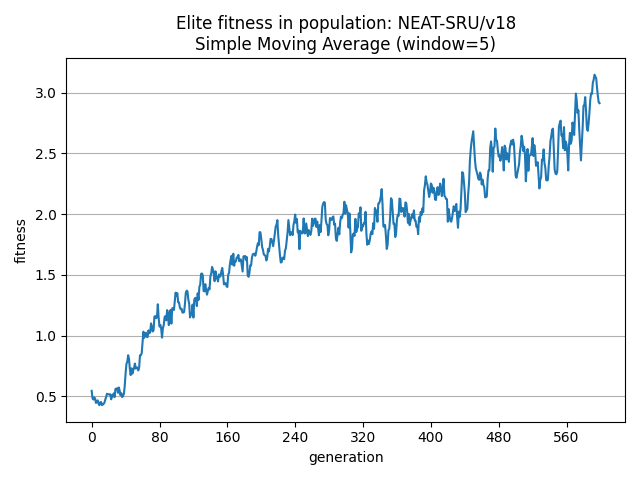 Elite fitness in population: NEAT-SRU/v18
Simple Moving Average (window=5)
fitness
3.0
2.5
2.0
1.5
1.0
0.5
0 80 160 240 320 400 480 560
generation